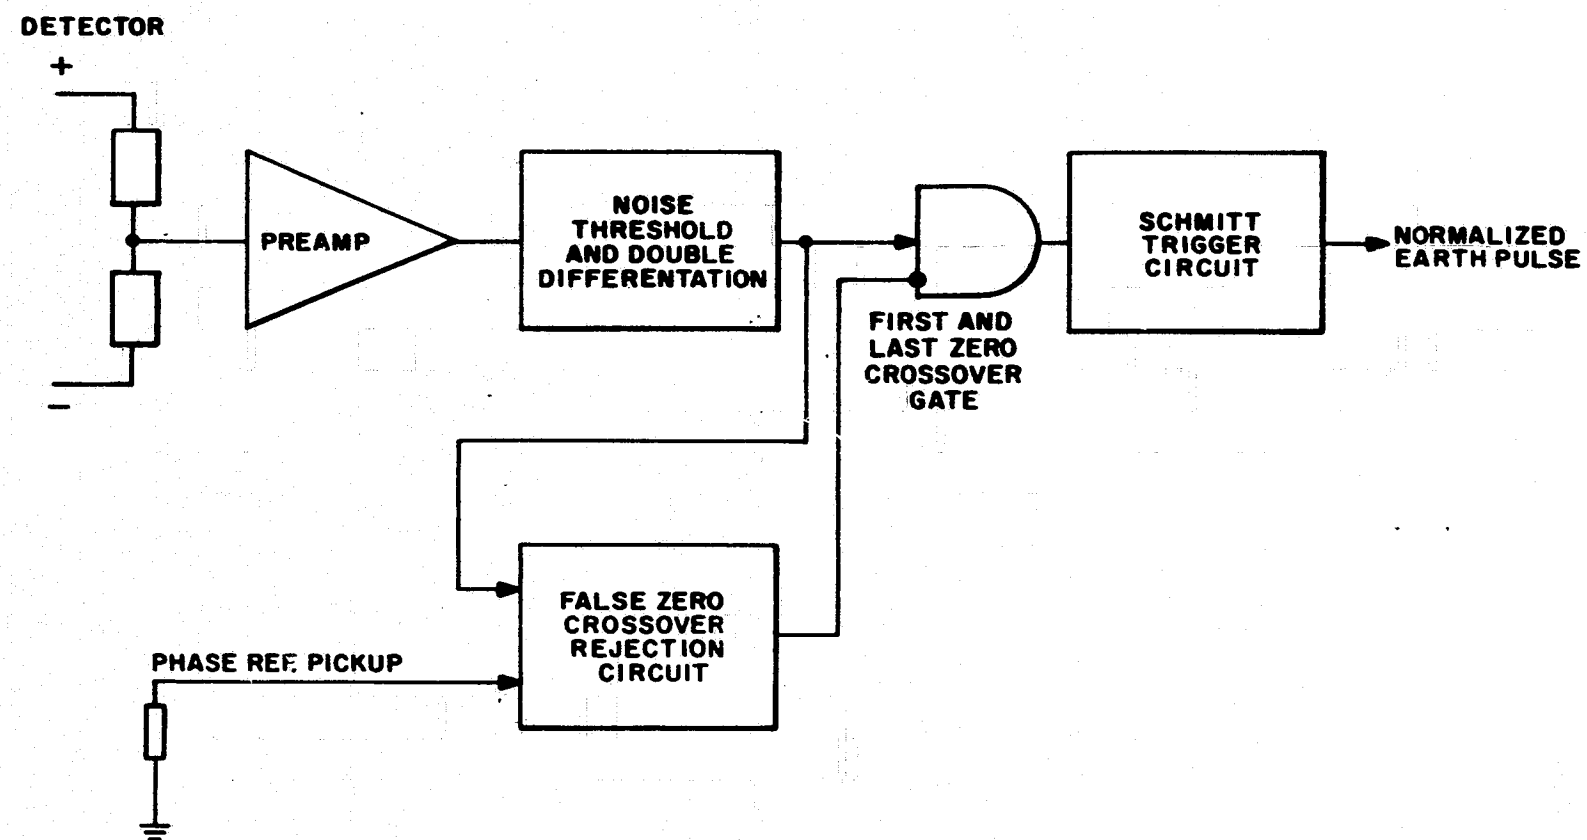 DETECTOR
+
PREAMP
NOISE
THRESHOLD
AND DOUBLE
DIFFERENTATION
SCHMITT
TRIGGER
CIRCUIT
NORMALIZED
EARTH PULSE
FIRST AND
LAST ZERO
CROSSOVER
GATE
−
FALSE ZERO
CROSSOVER
REJECTION
CIRCUIT
PHASE REF. PICKUP